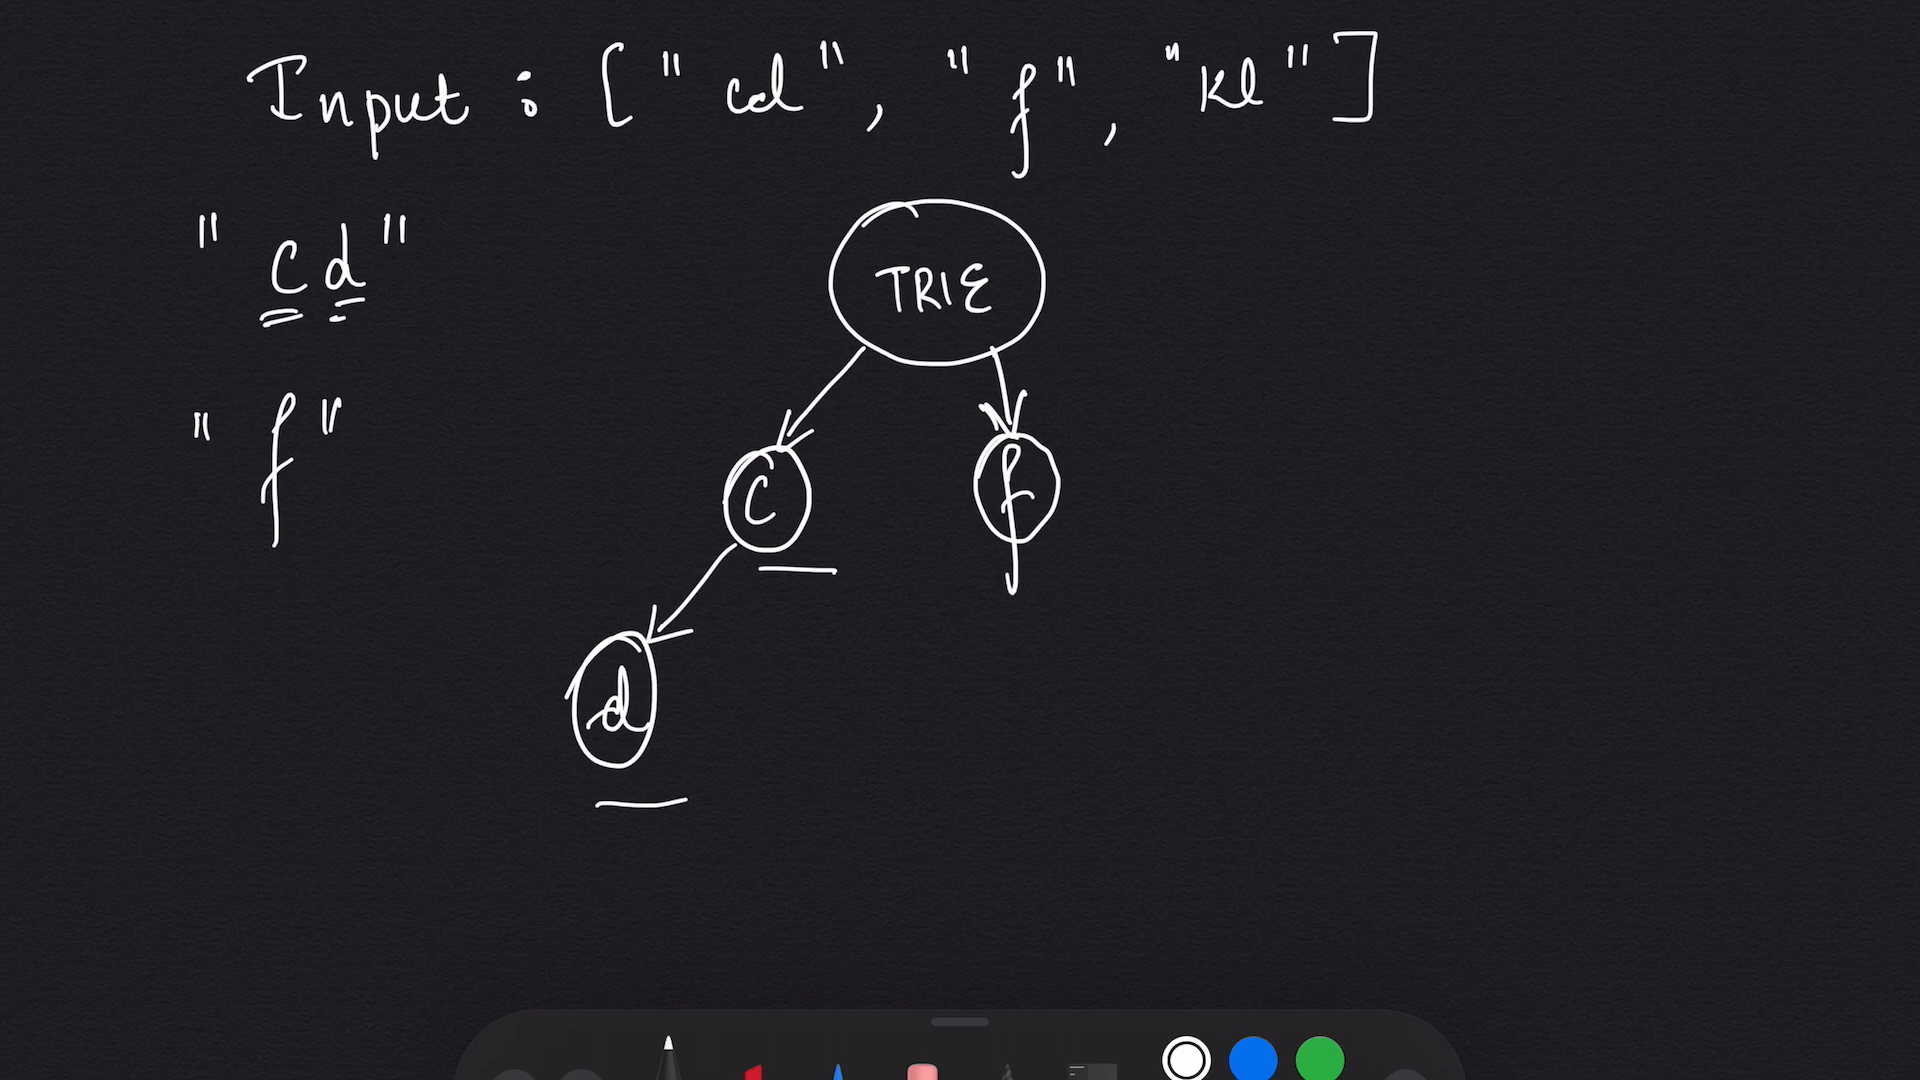 Input : ["cd", "f", "kl"]
"cd"
TRIE
"f"
c
f
d